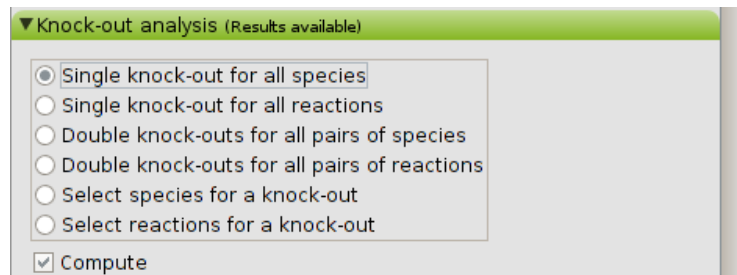 Knock-out analysis (Results available)
Single knock-out for all species
Single knock-out for all reactions
Double knock-outs for all pairs of species
Double knock-outs for all pairs of reactions
Select species for a knock-out
Select reactions for a knock-out
Compute